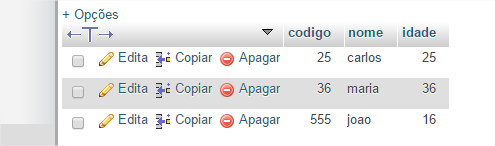 + Opções
codigo nome idade
Edita Copiar Apagar 25 carlos 25
Edita Copiar Apagar 36 maria 36
Edita Copiar Apagar 555 joao 16